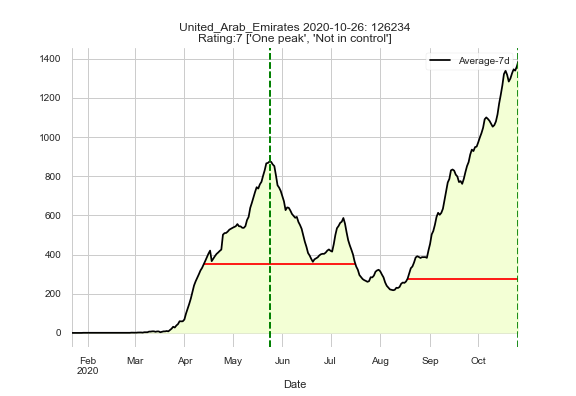 United_Arab_Emirates 2020-10-26: 126234
Rating:7 ['One peak', 'Not in control']
Average-7d
1400
1200
1000
800
600
400
200
0
Feb Mar Apr May Jun Jul Aug Sep Oct
2020
Date